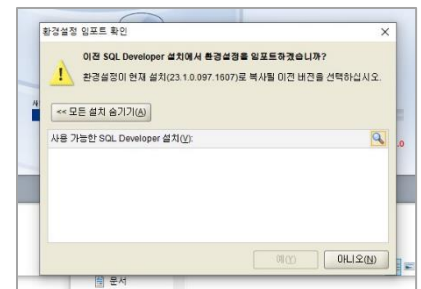 환경설정 임포트 확인
이전 SQL Developer 설치에서 환경설정을 임포트하겠습니까?
환경설정이 현재 설치(23.1.0.097.1607)로 복사될 이전 버전을 선택하십시오.
<< 모든 설치 숨기기(A)
사용 가능한 SQL Developer 설치(V):
새
.0
예(Y)
아니오(N)
문서